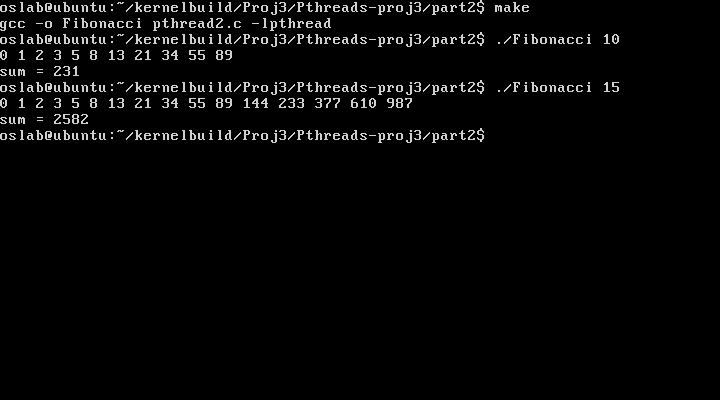 oslab@ubuntu:~/kernelbuild/Proj3/Pthreads-proj3/part2$ make
gcc -o Fibonacci pthread2.c -lpthread
oslab@ubuntu:~/kernelbuild/Proj3/Pthreads-proj3/part2$ ./Fibonacci 10
0 1 2 3 5 8 13 21 34 55 89
sum = 231
oslab@ubuntu:~/kernelbuild/Proj3/Pthreads-proj3/part2$ ./Fibonacci 15
0 1 2 3 5 8 13 21 34 55 89 144 233 377 610 987
sum = 2582
oslab@ubuntu:~/kernelbuild/Proj3/Pthreads-proj3/part2$